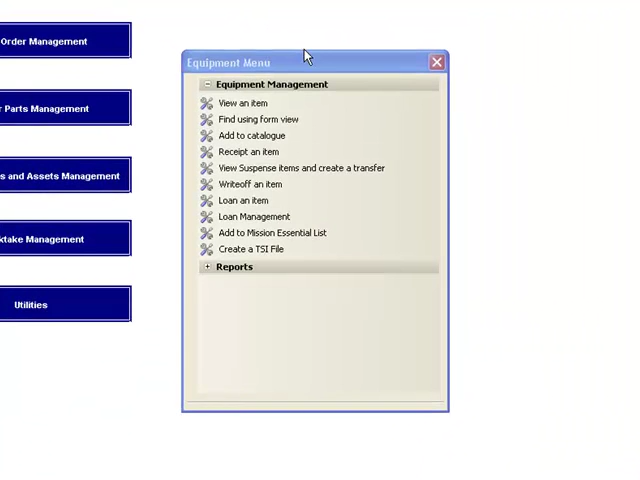 Order Management
Parts Management
and Assets Management
Management
Utilities
Equipment Menu
Equipment Management
View an item
Find using form view
Add to catalogue
Receipt an item
View Suspense items and create a transfer
Writeoff an item
Loan an item
Loan Management
Add to Mission Essential List
Create a TSI File
Reports